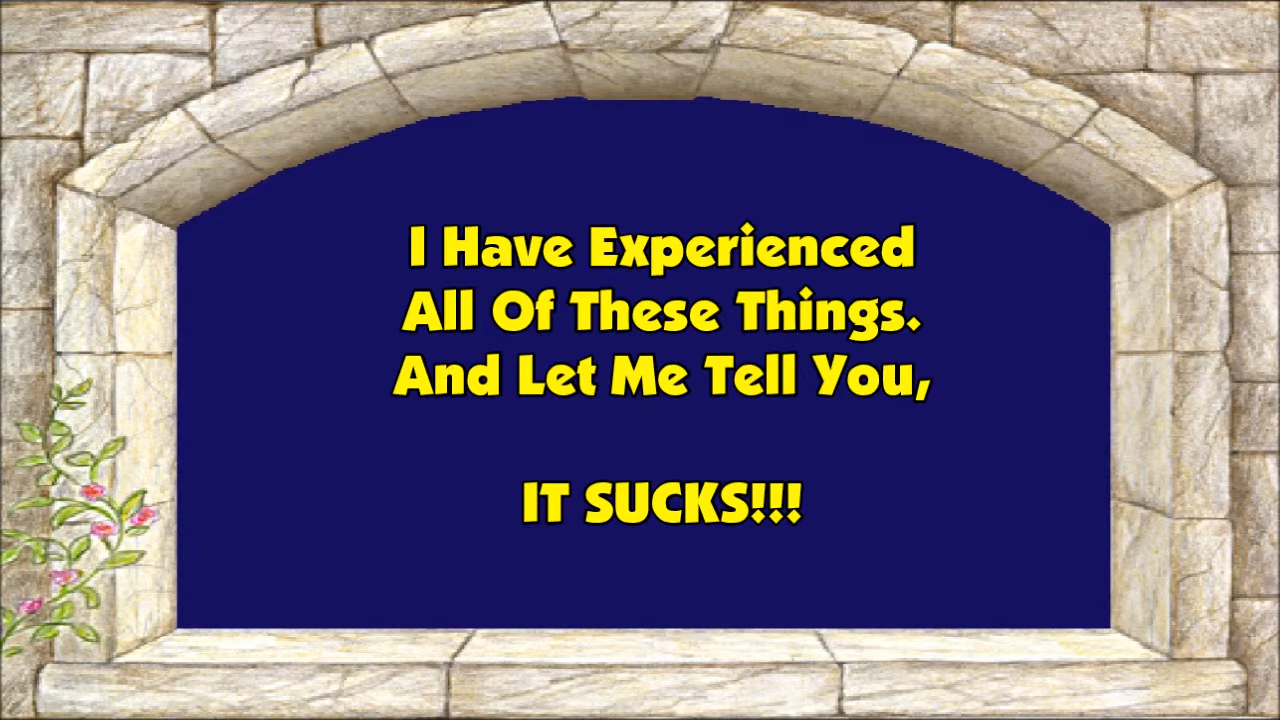 I Have Experienced
All Of These Things.
And Let Me Tell You,
IT SUCKS!!!